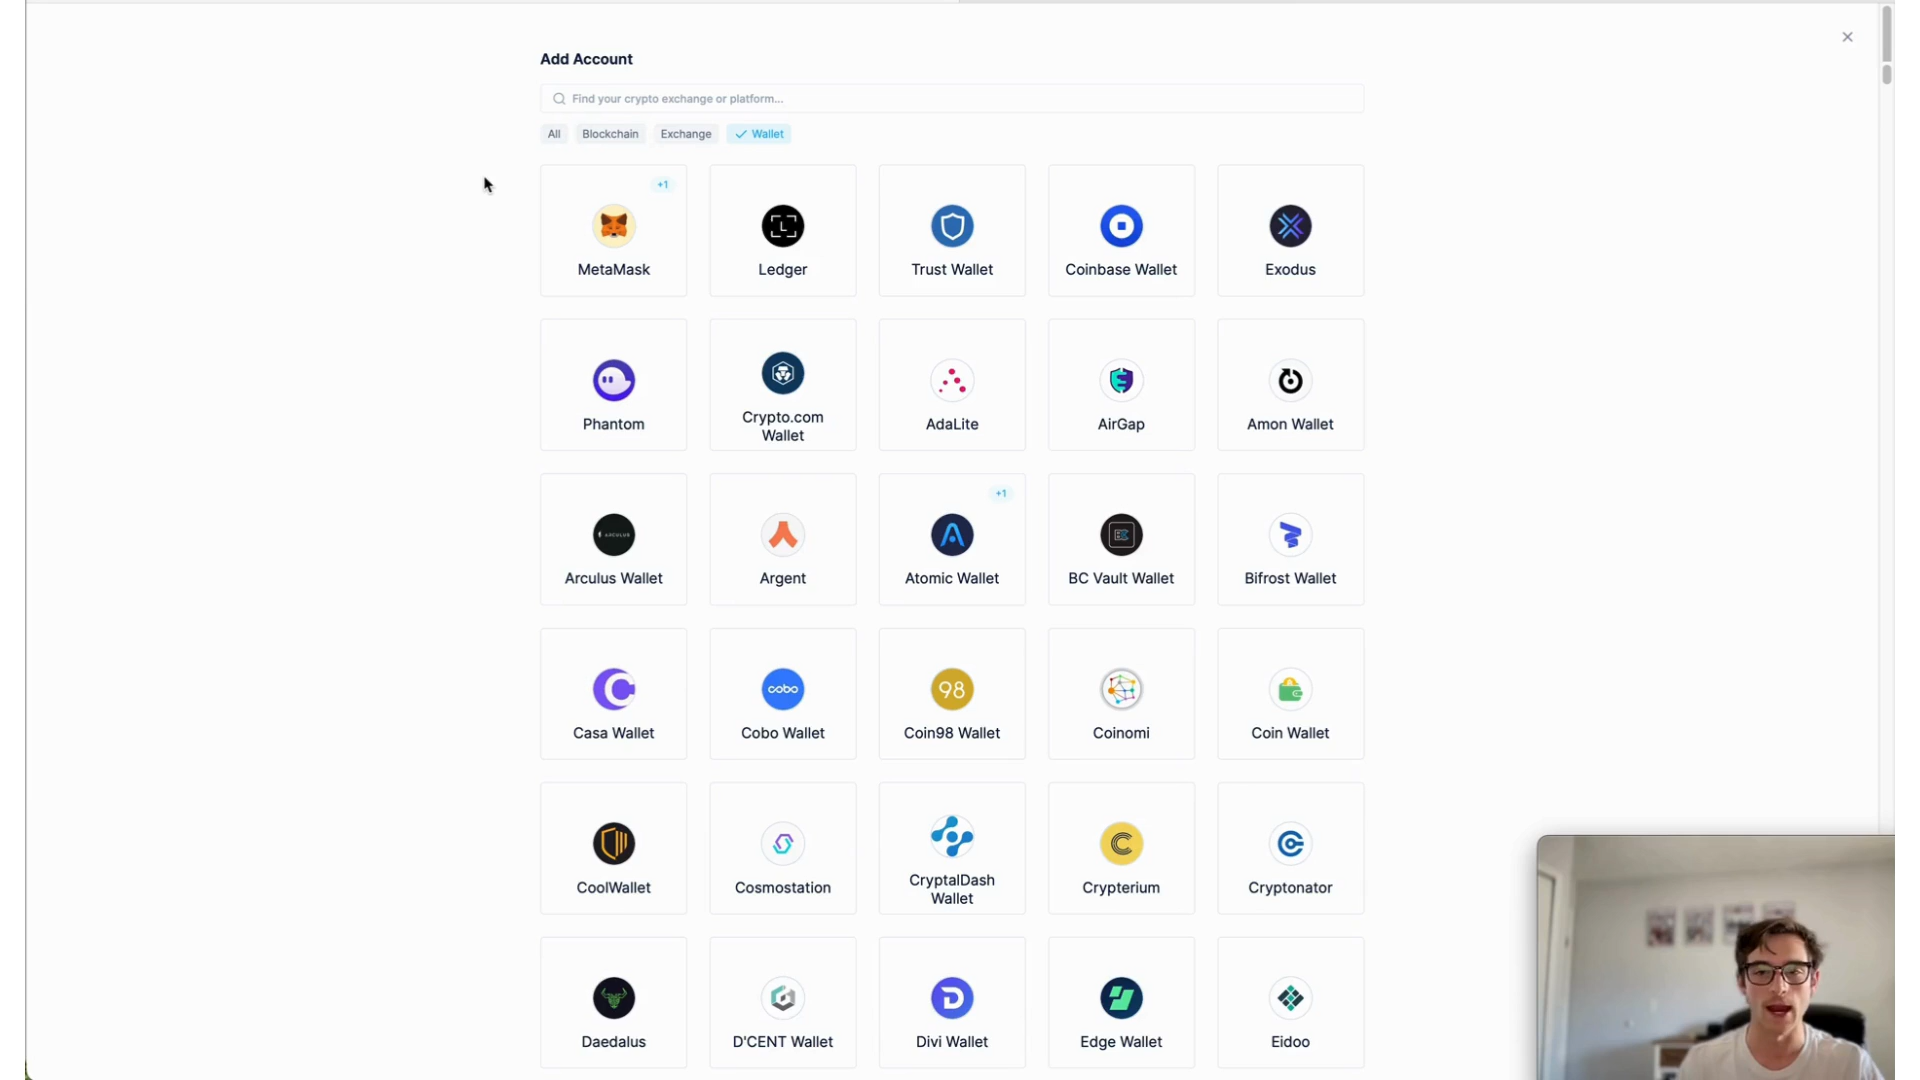 Add Account
Find your crypto exchange or platform...
All Blockchain Exchange Wallet
+1
MetaMask Ledger Trust Wallet Coinbase Wallet Exodus
Phantom Crypto.com Wallet AdaLite AirGap Amon Wallet
+1
ARCULUS
Arculus Wallet Argent Atomic Wallet BC Vault Wallet Bifrost Wallet
cobo 98
Casa Wallet Cobo Wallet Coin98 Wallet Coinomi Coin Wallet
CoolWallet Cosmostation CryptalDash Wallet Crypterium Cryptonator
Daedalus D'CENT Wallet Divi Wallet Edge Wallet Eidoo